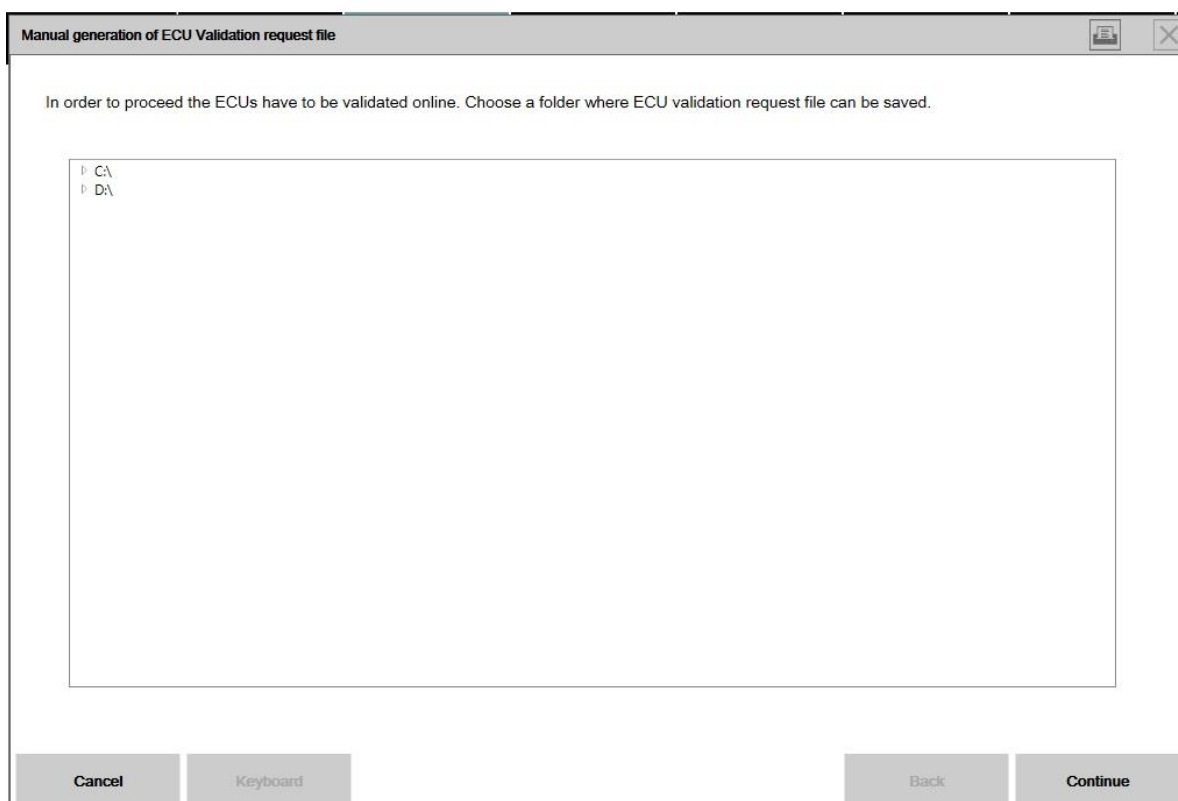 Manual generation of ECU Validation request file
In order to proceed the ECUs have to be validated online. Choose a folder where ECU validation request file can be saved.
C:\
D:\
Cancel
Keyboard
Back
Continue